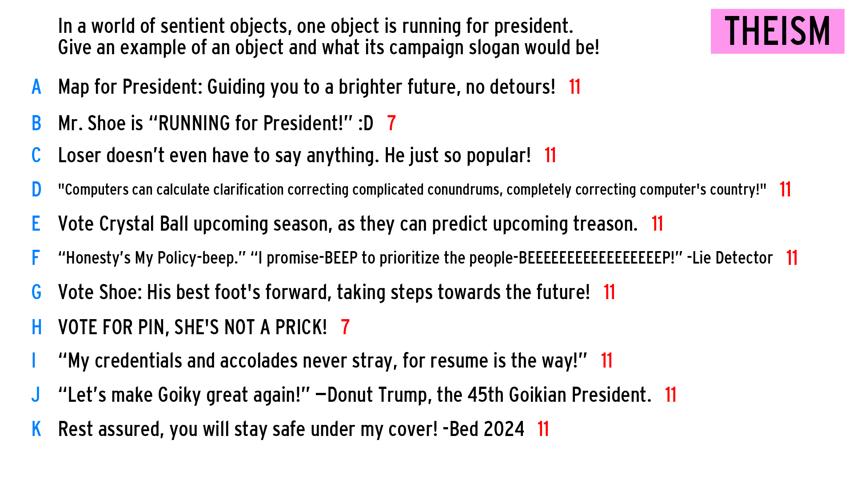 In a world of sentient objects, one object is running for president.
Give an example of an object and what its campaign slogan would be!
THEISM
A Map for President: Guiding you to a brighter future, no detours! 11
B Mr. Shoe is “RUNNING for President!” :D 7
C Loser doesn’t even have to say anything. He just so popular! 11
D "Computers can calculate clarification correcting complicated conundrums, completely correcting computer's country!" 11
E Vote Crystal Ball upcoming season, as they can predict upcoming treason. 11
F “Honesty’s My Policy-beep.” “I promise-BEEP to prioritize the people-BEEEEEEEEEEEEEEEEEP!” -Lie Detector 11
G Vote Shoe: His best foot's forward, taking steps towards the future! 11
H VOTE FOR PIN, SHE'S NOT A PRICK! 7
I “My credentials and accolades never stray, for resume is the way!” 11
J “Let’s make Goiky great again!” —Donut Trump, the 45th Goikian President. 11
K Rest assured, you will stay safe under my cover! -Bed 2024 11